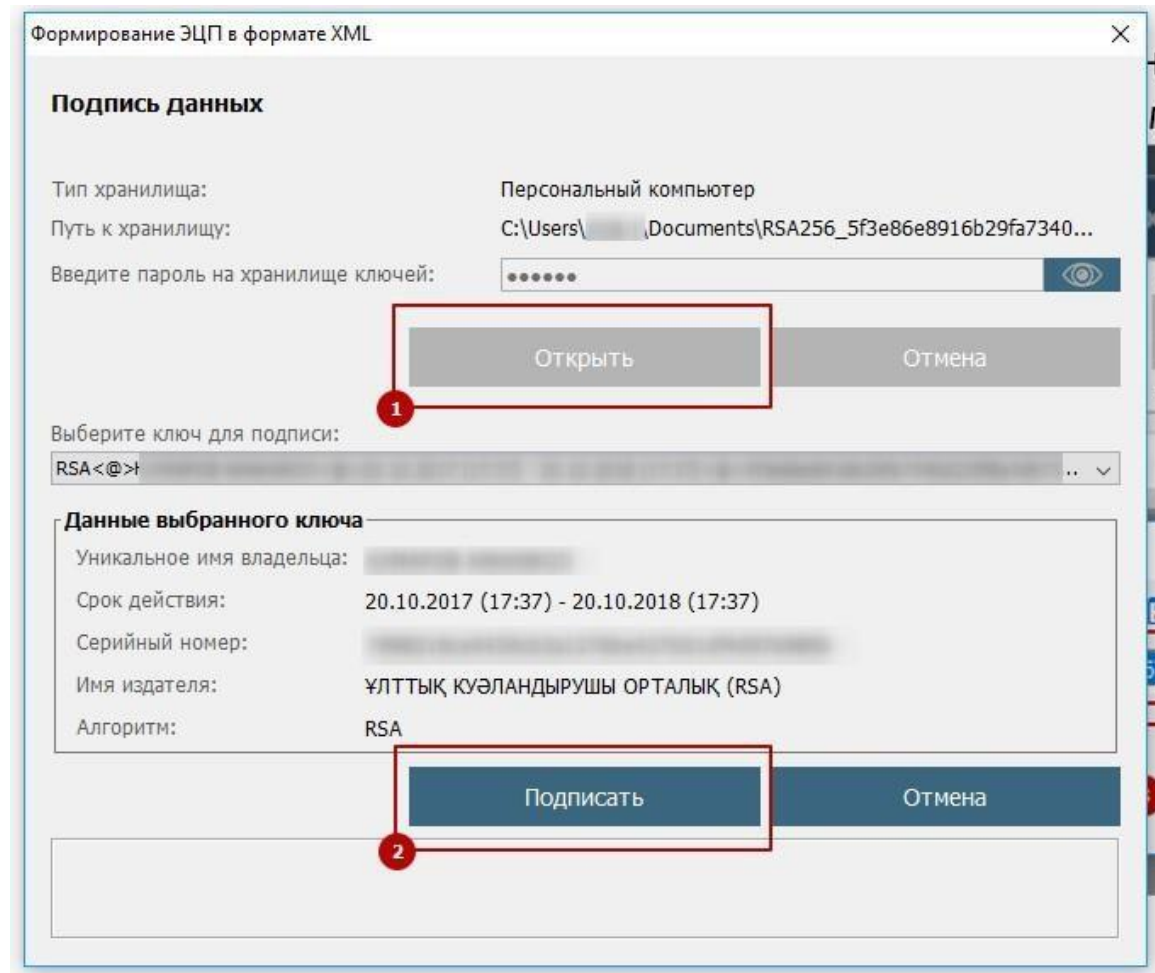 Формирование ЭЦП в формате XML
Подпись данных
Тип хранилища: Персональный компьютер
Путь к хранилищу: C:\Users\ \Documents\RSA256_5f3e86e8916b29fa7340...
Введите пароль на хранилище ключей: ●●●●●●
Открыть Отмена
1
Выберите ключ для подписи:
RSA<@> ..
Данные выбранного ключа
Уникальное имя владельца:
Срок действия: 20.10.2017 (17:37) - 20.10.2018 (17:37)
Серийный номер:
Имя издателя: ҰЛТТЫҚ КУӘЛАНДЫРУШЫ ОРТАЛЫҚ (RSA)
Алгоритм: RSA
Подписать Отмена
2